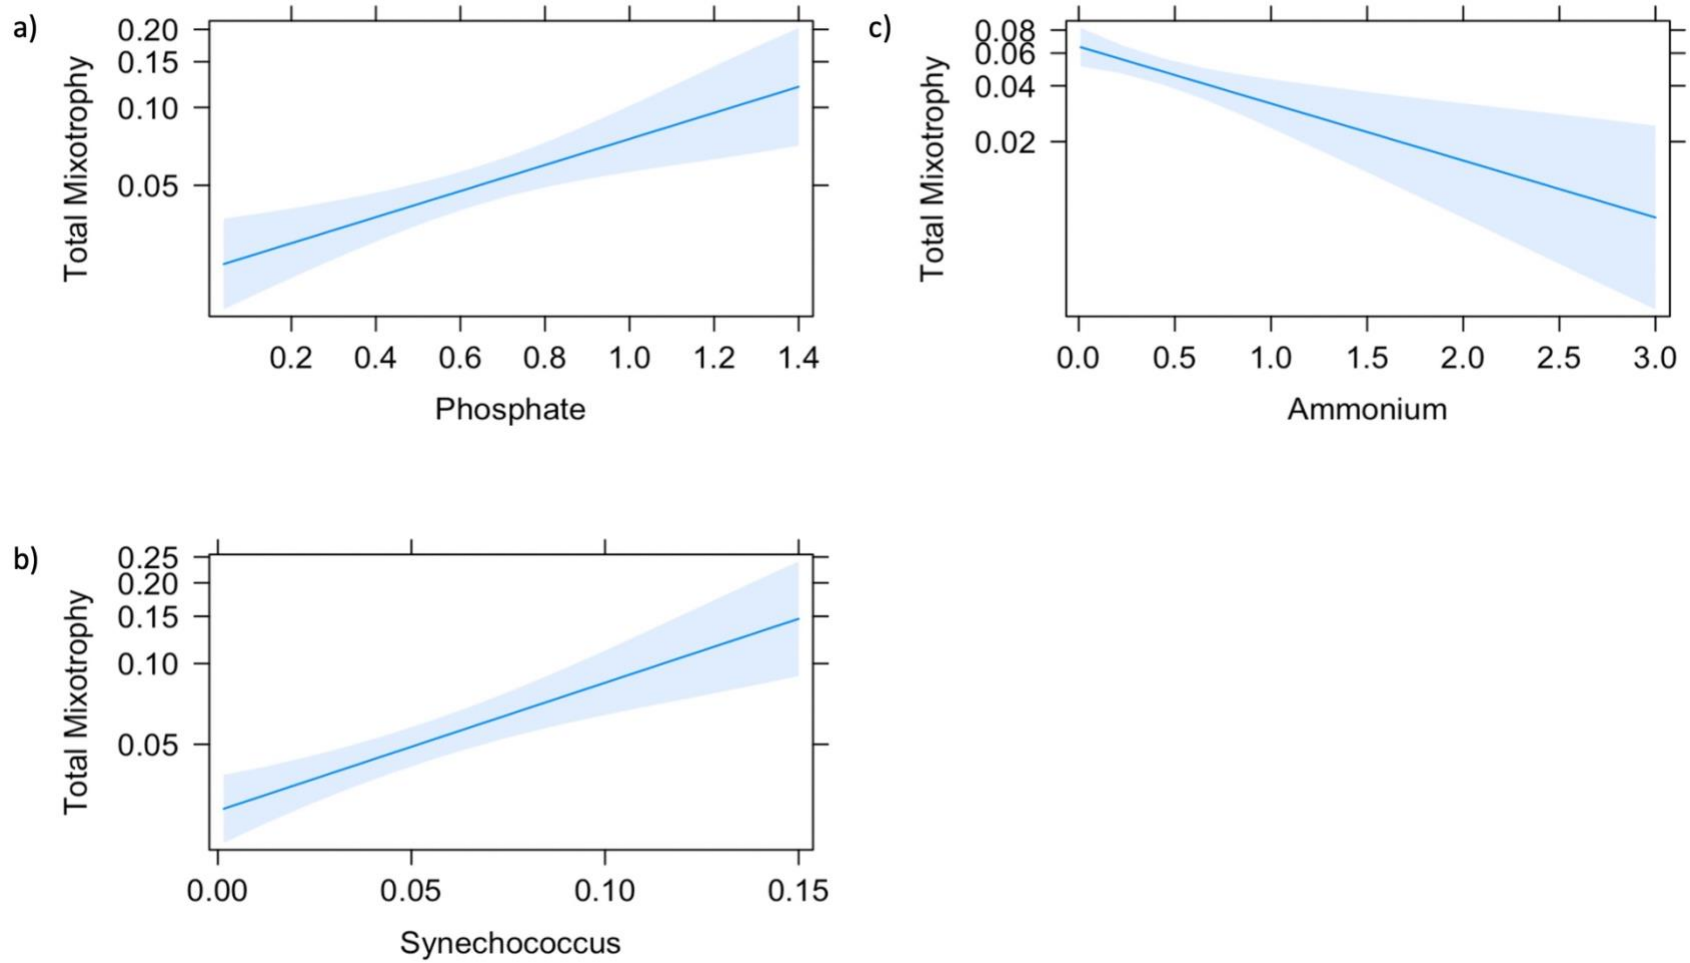 a)
Total Mixotrophy
0.20
0.15
0.10
0.05
0.2 0.4 0.6 0.8 1.0 1.2 1.4
Phosphate
c)
Total Mixotrophy
0.08
0.06
0.04
0.02
0.0 0.5 1.0 1.5 2.0 2.5 3.0
Ammonium
b)
Total Mixotrophy
0.25
0.20
0.15
0.10
0.05
0.00 0.05 0.10 0.15
Synechococcus